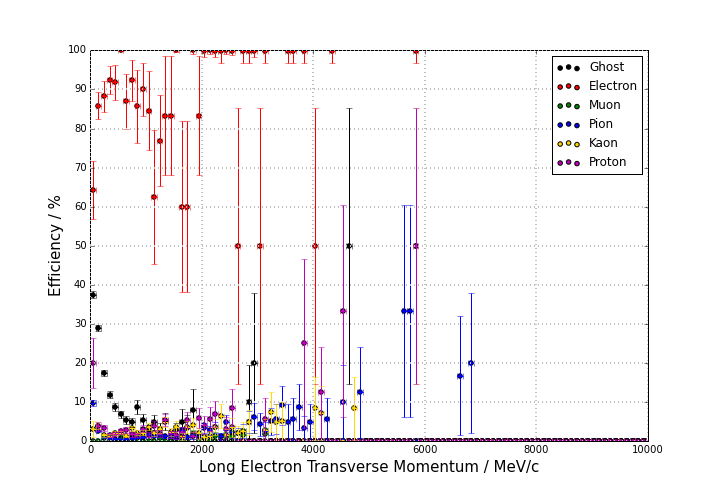 100
90
80
70
60
50
40
30
20
10
0
Efficiency / %
Ghost
Electron
Muon
Pion
Kaon
Proton
0 2000 4000 6000 8000 10000
Long Electron Transverse Momentum / MeV/c